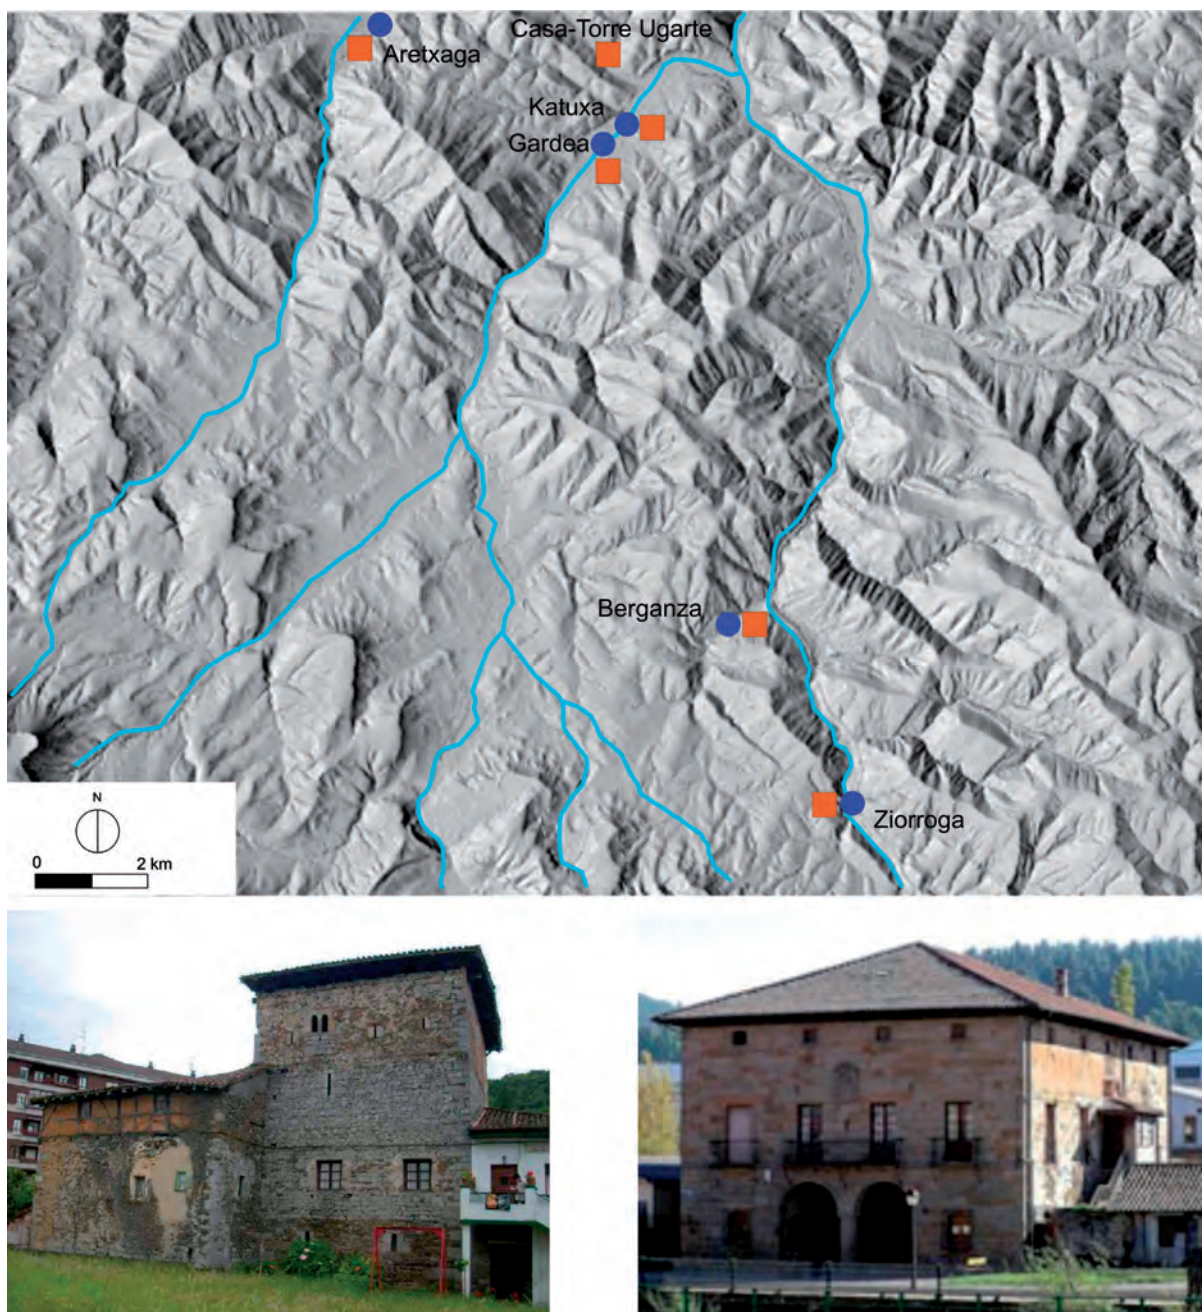 Casa-Torre Ugarte
Aretxaga
Katuxa
Gardea
Berganza
Ziorroga
N
0 2 km